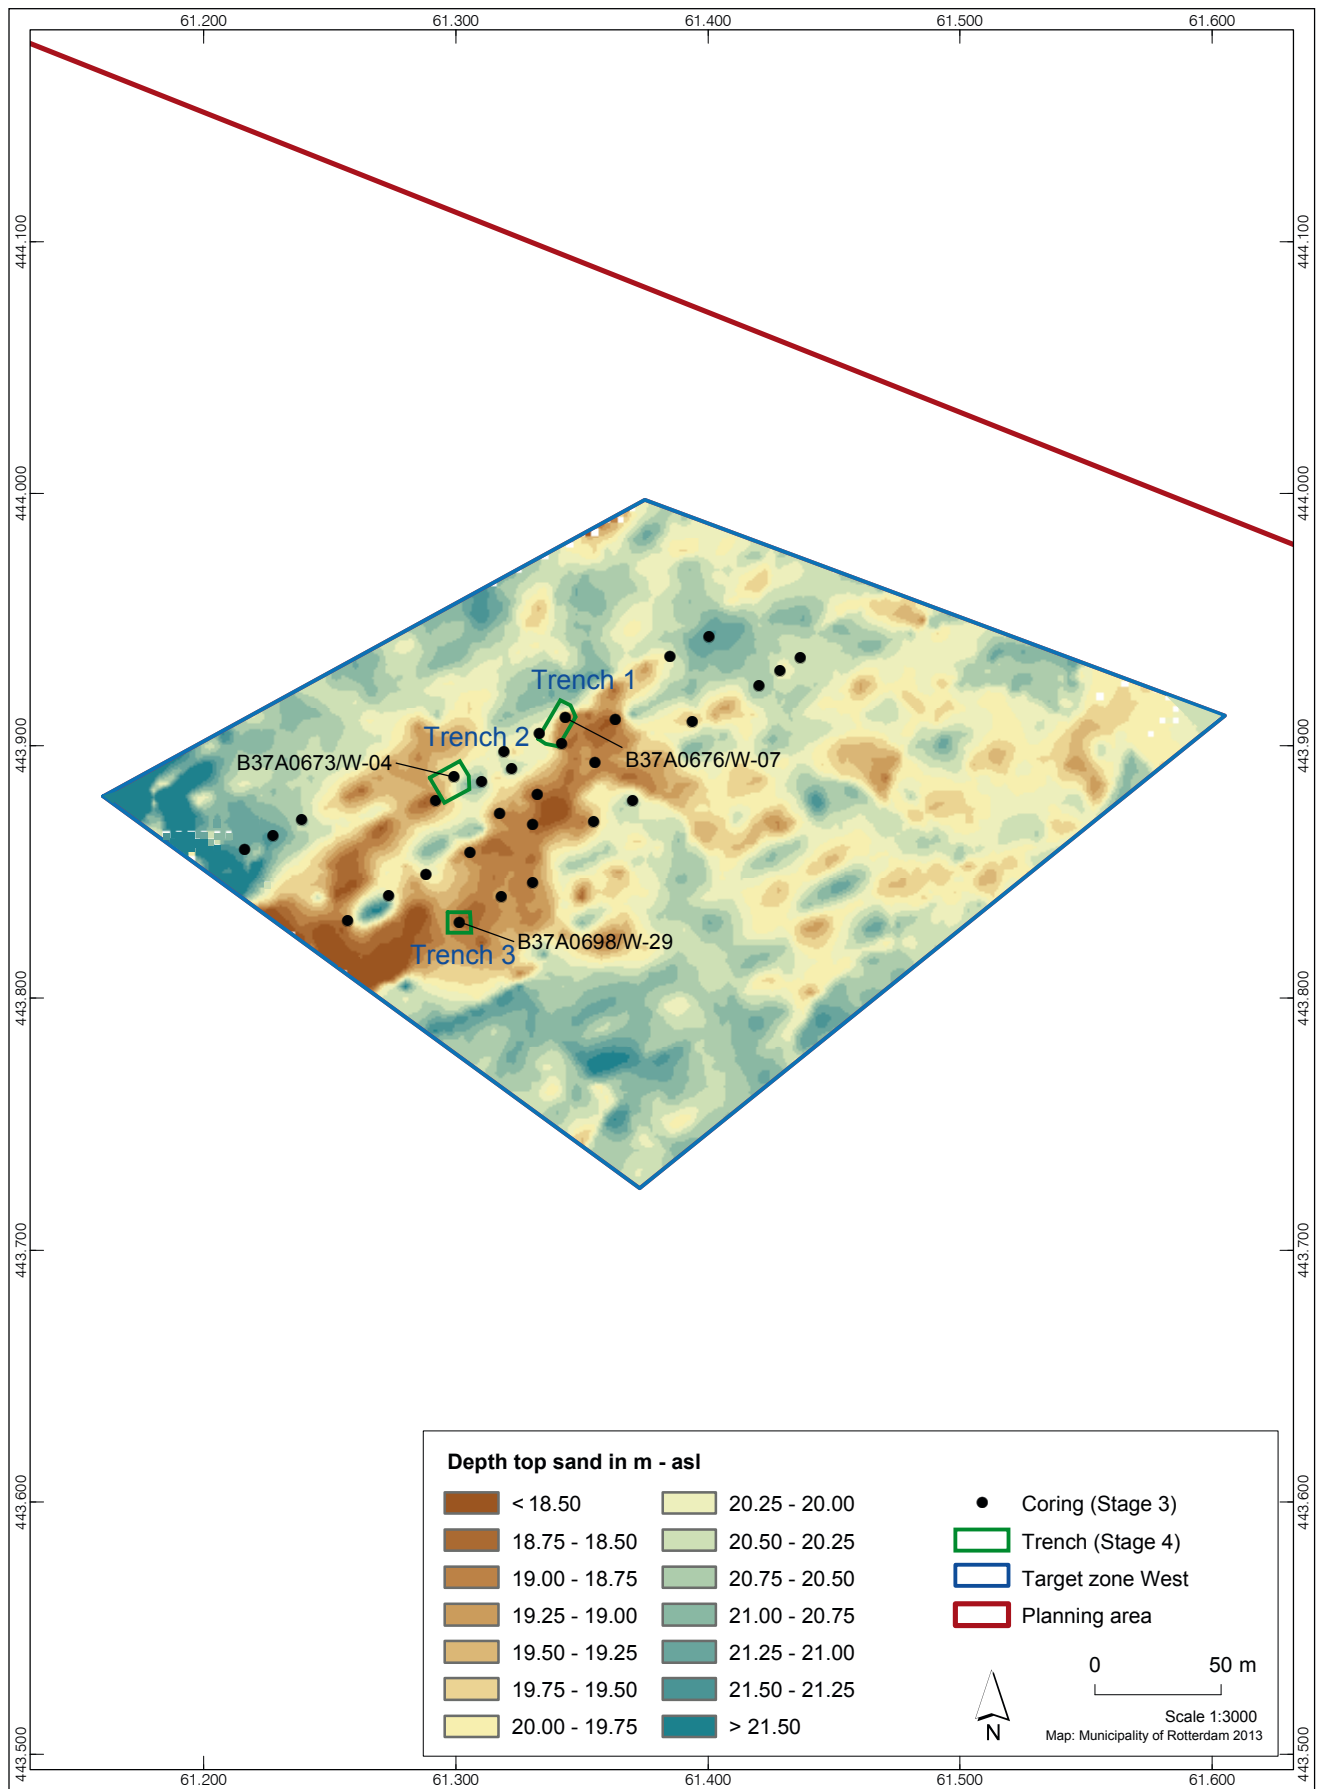 61.200 61.300 61.400 61.500 61.600
444.100 444.100
444.000 444.000
Trench 1
443.900 Trench 2 443.900
B37A0673/W-04 B37A0676/W-07
B37A0698/W-29
Trench 3
443.800 443.800
443.700 443.700
443.600 443.600
443.500 443.500
Depth top sand in m - asl
< 18.50 20.25 - 20.00 Coring (Stage 3)
18.75 - 18.50 20.50 - 20.25 Trench (Stage 4)
19.00 - 18.75 20.75 - 20.50 Target zone West
19.25 - 19.00 21.00 - 20.75 Planning area
19.50 - 19.25 21.25 - 21.00 0 50 m
19.75 - 19.50 21.50 - 21.25
20.00 - 19.75 > 21.50 N
Scale 1:3000
Map: Municipality of Rotterdam 2013
61.200 61.300 61.400 61.500 61.600